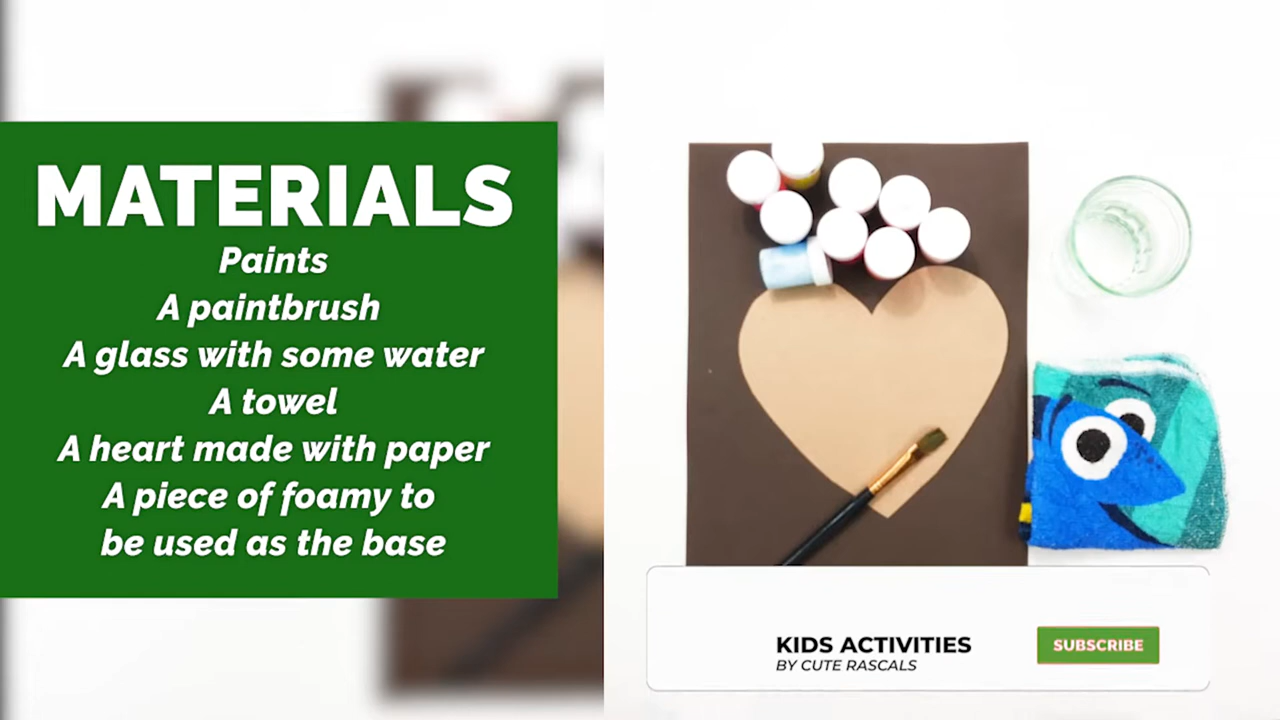 MATERIALS
Paints
A paintbrush
A glass with some water
A towel
A heart made with paper
A piece of foamy to
be used as the base
KIDS ACTIVITIES
BY CUTE RASCALS
SUBSCRIBE